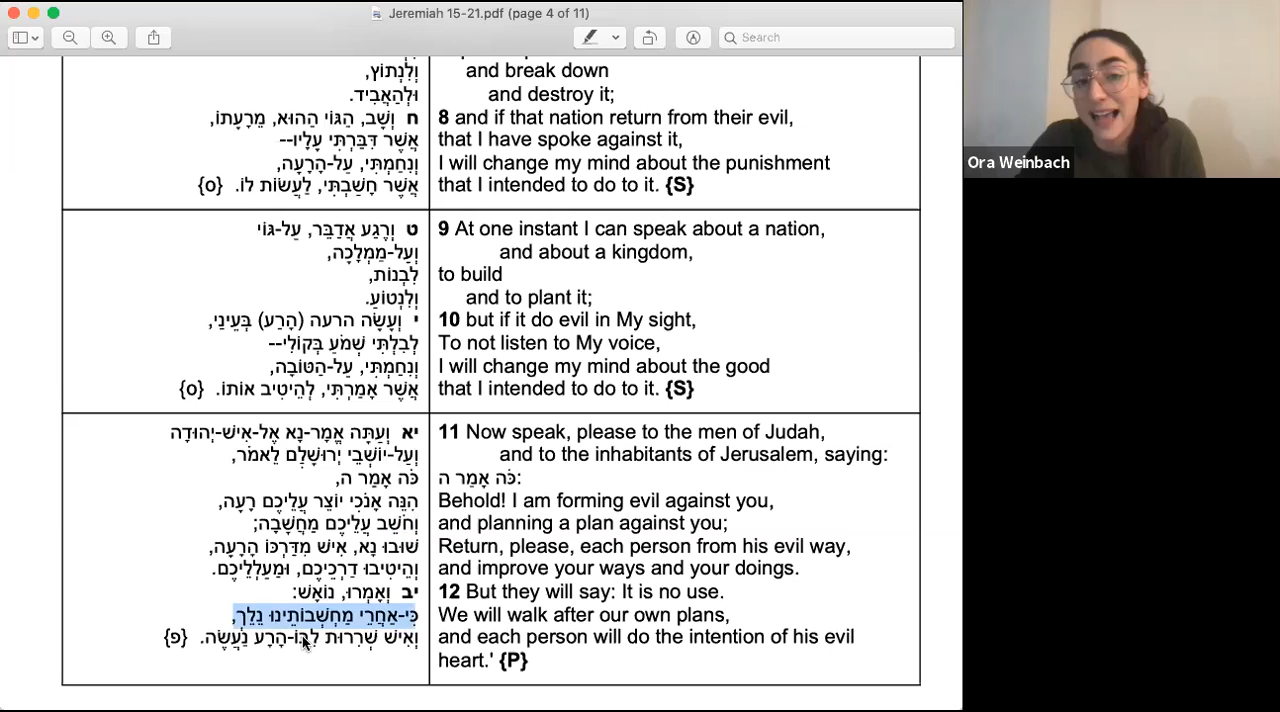 Jeremiah 15-21.pdf (page 4 of 11)
Search
Ora Weinbach
וְלִנְתוֹץ,
וּלְהַאֲבִיד.
ח וְשָׁב, הַגּוֹי הַהוּא, מֵרָעָתוֹ,
אֲשֶׁר דִּבַּרְתִּי עָלָיו--
וְנִחַמְתִּי, עַל-הָרָעָה,
אֲשֶׁר חָשַׁבְתִּי, לַעֲשׂוֹת לוֹ. {ס}
and break down
and destroy it;
8 and if that nation return from their evil,
that I have spoke against it,
I will change my mind about the punishment
that I intended to do to it. {S}
ט וְרֶגַע אֲדַבֵּר, עַל-גּוֹי
וְעַל-מַמְלָכָה,
לִבְנוֹת,
וְלִנְטוֹעַ.
י וְעָשָׂה הרעה (הָרַע) בְּעֵינַי,
לְבִלְתִּי שְׁמֹעַ בְּקוֹלִי--
וְנִחַמְתִּי, עַל-הַטּוֹבָה,
אֲשֶׁר אָמַרְתִּי, לְהֵיטִיב אוֹתוֹ. {ס}
9 At one instant I can speak about a nation,
and about a kingdom,
to build
and to plant it;
10 but if it do evil in My sight,
To not listen to My voice,
I will change my mind about the good
that I intended to do to it. {S}
יא וְעַתָּה אֱמָר-נָא אֶל-אִישׁ-יְהוּדָה
וְעַל-יוֹשְׁבֵי יְרוּשָׁלִַם לֵאמֹר,
כֹּה אָמַר ה,
הִנֵּה אָנֹכִי יוֹצֵר עֲלֵיכֶם רָעָה,
וְחֹשֵׁב עֲלֵיכֶם מַחֲשָׁבָה;
שׁוּבוּ נָא, אִישׁ מִדַּרְכּוֹ הָרָעָה,
וְהֵיטִיבוּ דַרְכֵיכֶם, וּמַעַלְלֵיכֶם.
יב וְאָמְרוּ, נוֹאָשׁ:
כִּי-אַחֲרֵי מַחְשְׁבוֹתֵינוּ נֵלֵךְ,
וְאִישׁ שְׁרִרוּת לִבּוֹ-הָרָע נַעֲשֶׂה. {פ}
11 Now speak, please to the men of Judah,
and to the inhabitants of Jerusalem, saying:
כֹּה אָמַר ה:
Behold! I am forming evil against you,
and planning a plan against you;
Return, please, each person from his evil way,
and improve your ways and your doings.
12 But they will say: It is no use.
We will walk after our own plans,
and each person will do the intention of his evil
heart.' {P}